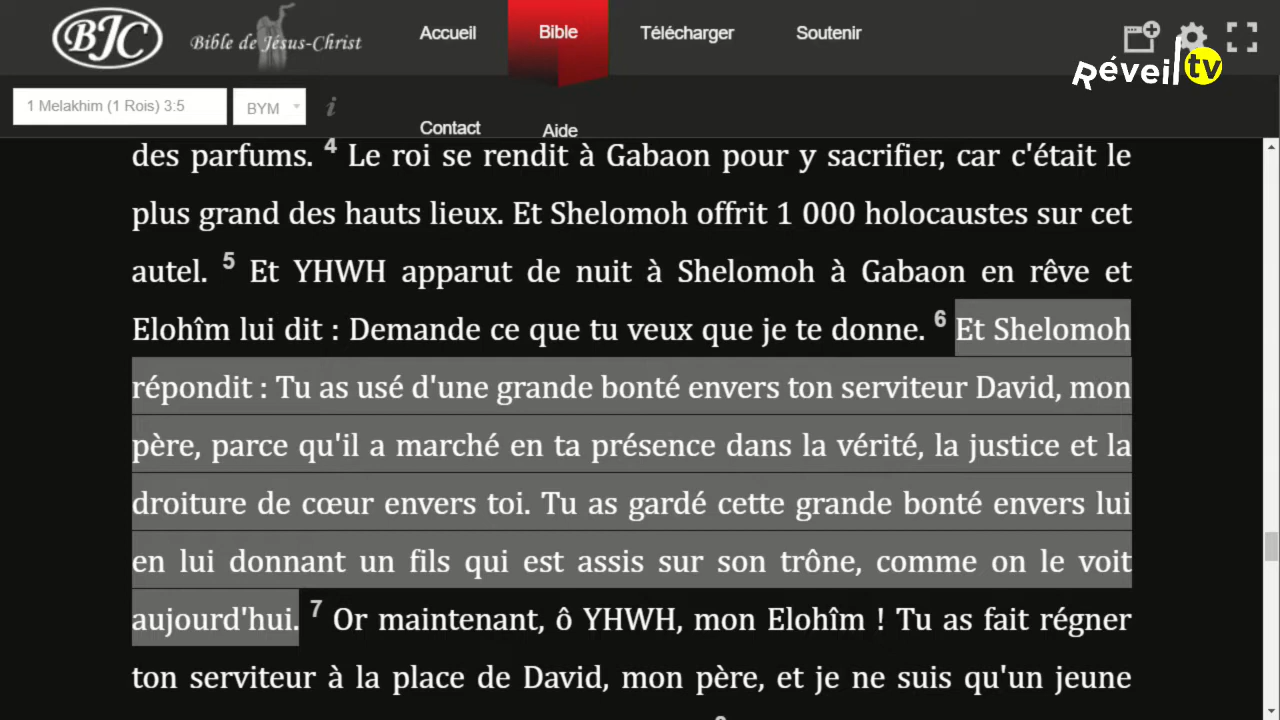 BJC Bible de Jésus-Christ Accueil Bible Télécharger Soutenir
Réveil tv
1 Melakhim (1 Rois) 3:5 BYM i Contact Aide
des parfums. 4 Le roi se rendit à Gabaon pour y sacrifier, car c'était le
plus grand des hauts lieux. Et Shelomoh offrit 1 000 holocaustes sur cet
autel. 5 Et YHWH apparut de nuit à Shelomoh à Gabaon en rêve et
Elohîm lui dit : Demande ce que tu veux que je te donne. 6 Et Shelomoh
répondit : Tu as usé d'une grande bonté envers ton serviteur David, mon
père, parce qu'il a marché en ta présence dans la vérité, la justice et la
droiture de cœur envers toi. Tu as gardé cette grande bonté envers lui
en lui donnant un fils qui est assis sur son trône, comme on le voit
aujourd'hui. 7 Or maintenant, ô YHWH, mon Elohîm ! Tu as fait régner
ton serviteur à la place de David, mon père, et je ne suis qu'un jeune